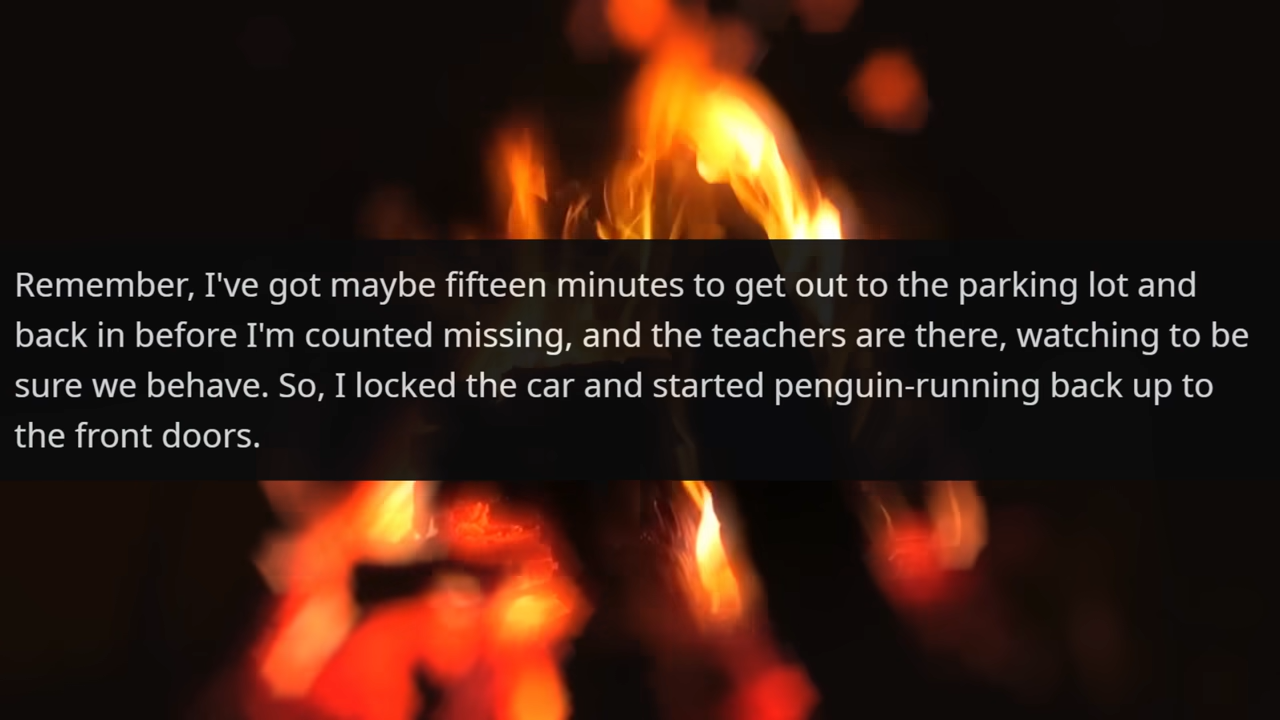 Remember, I've got maybe fifteen minutes to get out to the parking lot and
back in before I'm counted missing, and the teachers are there, watching to be
sure we behave. So, I locked the car and started penguin-running back up to
the front doors.